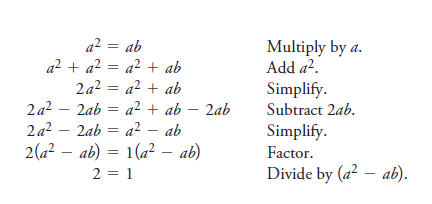 a² = ab Multiply by a.
a² + a² = a² + ab Add a².
2a² = a² + ab Simplify.
2a² − 2ab = a² + ab − 2ab Subtract 2ab.
2a² − 2ab = a² − ab Simplify.
2(a² − ab) = 1(a² − ab) Factor.
2 = 1 Divide by (a² − ab).